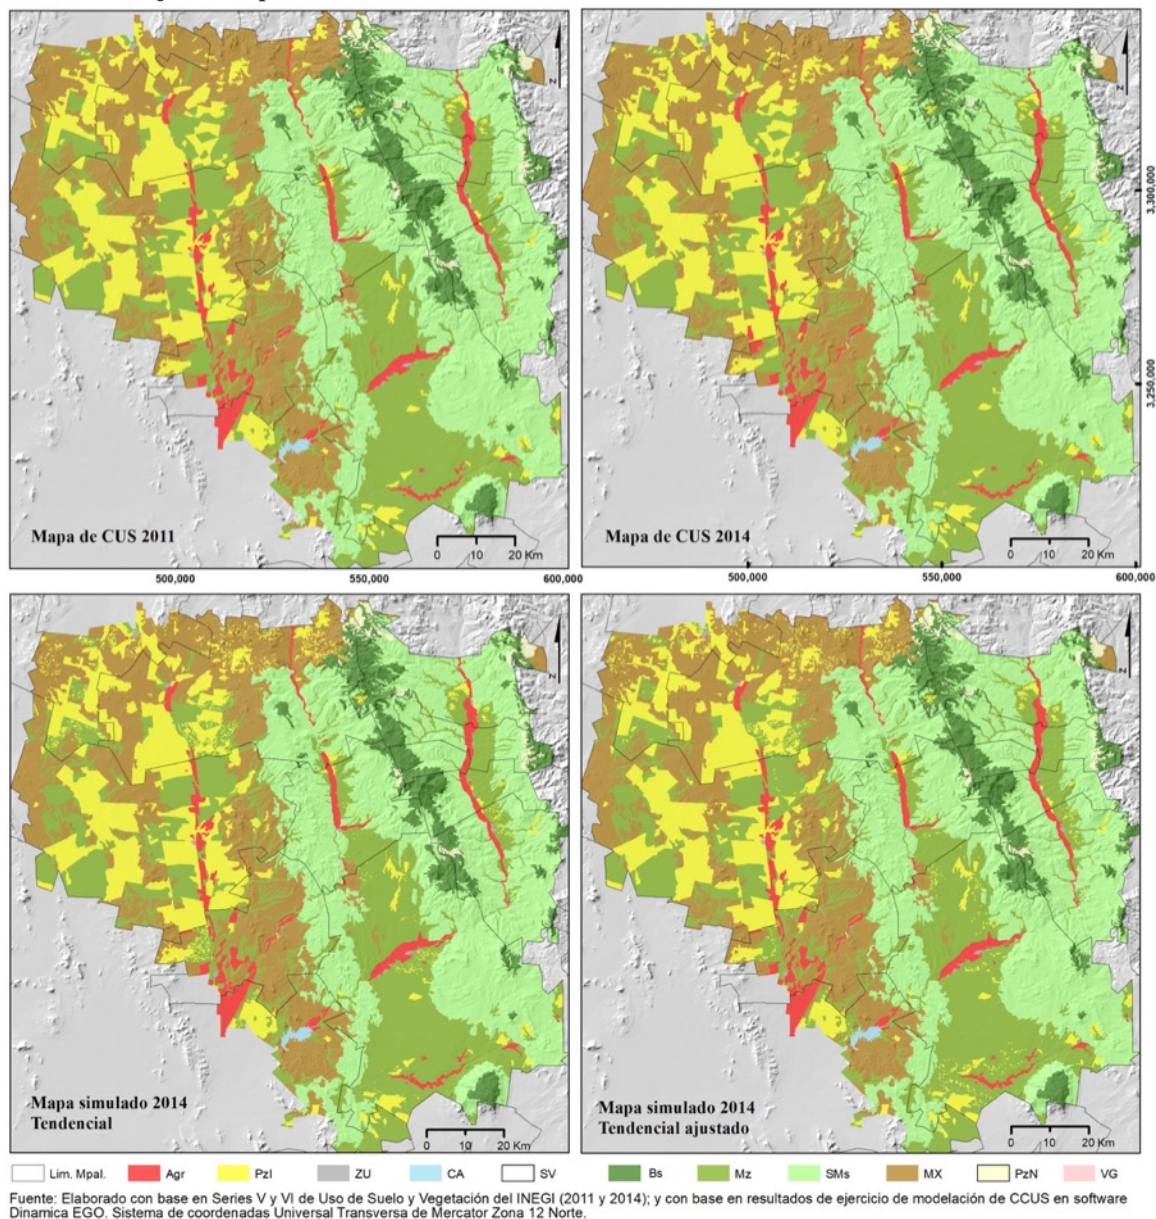 Mapa de CUS 2011
0 10 20 Km
Z
Mapa de CUS 2014
0 10 20 Km
Z
3,300,000
3,250,000
500,000 550,000 600,000
500,000 550,000 600,000
Mapa simulado 2014
Tendencial
0 10 20 Km
Z
Mapa simulado 2014
Tendencial ajustado
0 10 20 Km
Z
Lím. Mpal. Agr Pzl ZU CA SV Bs Mz SMs MX PzN VG
Fuente: Elaborado con base en Series V y VI de Uso de Suelo y Vegetación del INEGI (2011 y 2014); y con base en resultados de ejercicio de modelación de CCUS en software
Dinamica EGO. Sistema de coordenadas Universal Transversa de Mercator Zona 12 Norte.